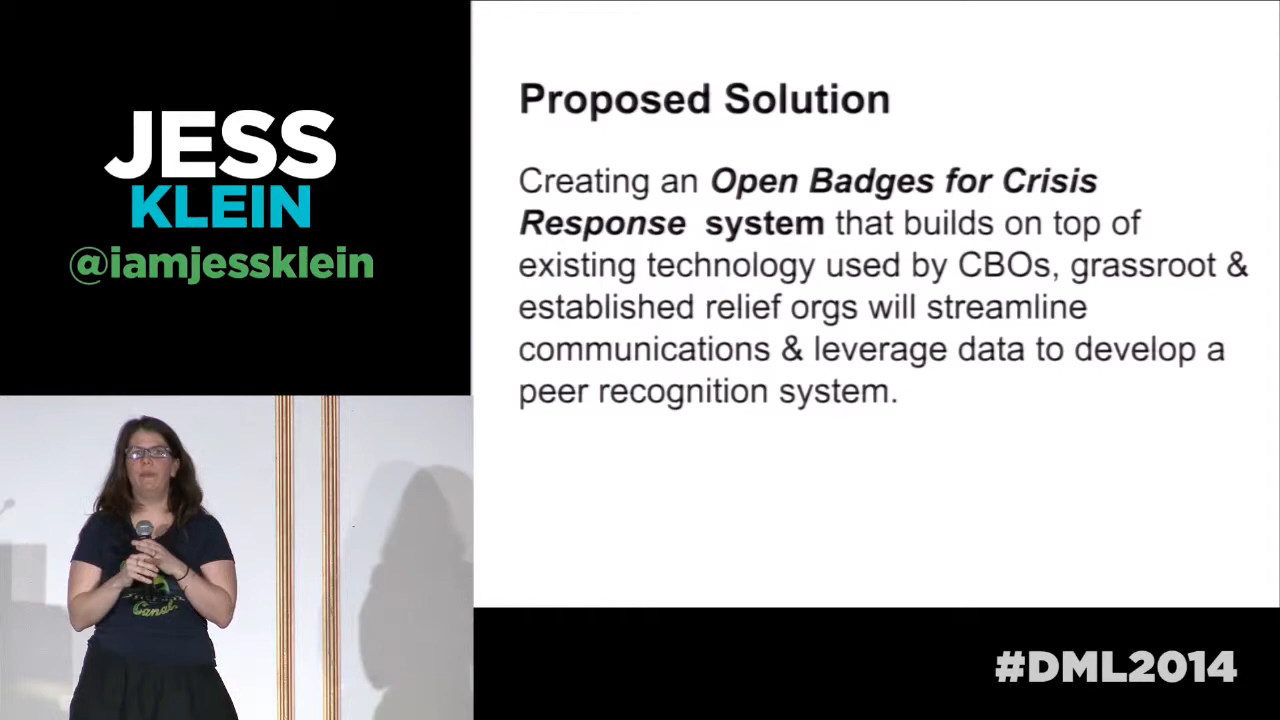 JESS
KLEIN
@iamjessklein
Proposed Solution
Creating an Open Badges for Crisis
Response system that builds on top of
existing technology used by CBOs, grassroot &
established relief orgs will streamline
communications & leverage data to develop a
peer recognition system.
Canal
#DML2014